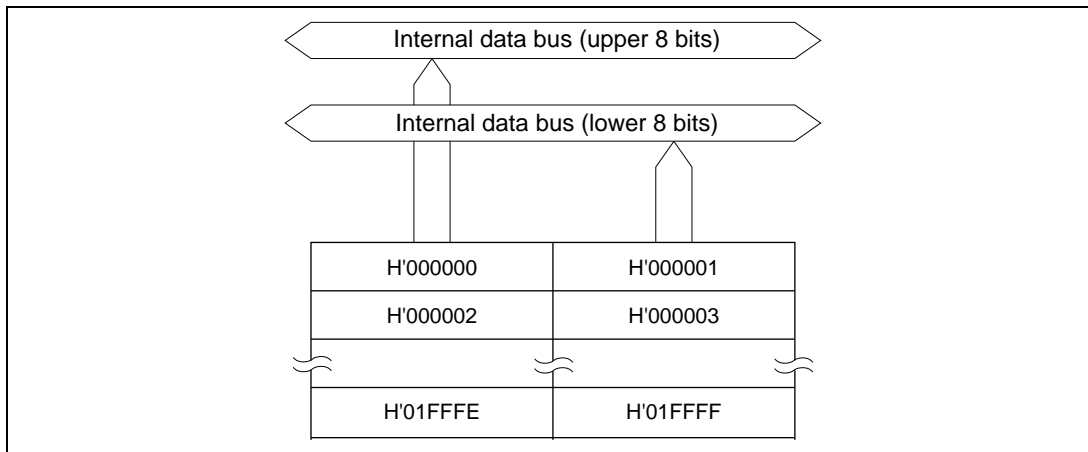 Internal data bus (upper 8 bits)
Internal data bus (lower 8 bits)
H'000000 H'000001
H'000002 H'000003
H'01FFFE H'01FFFF